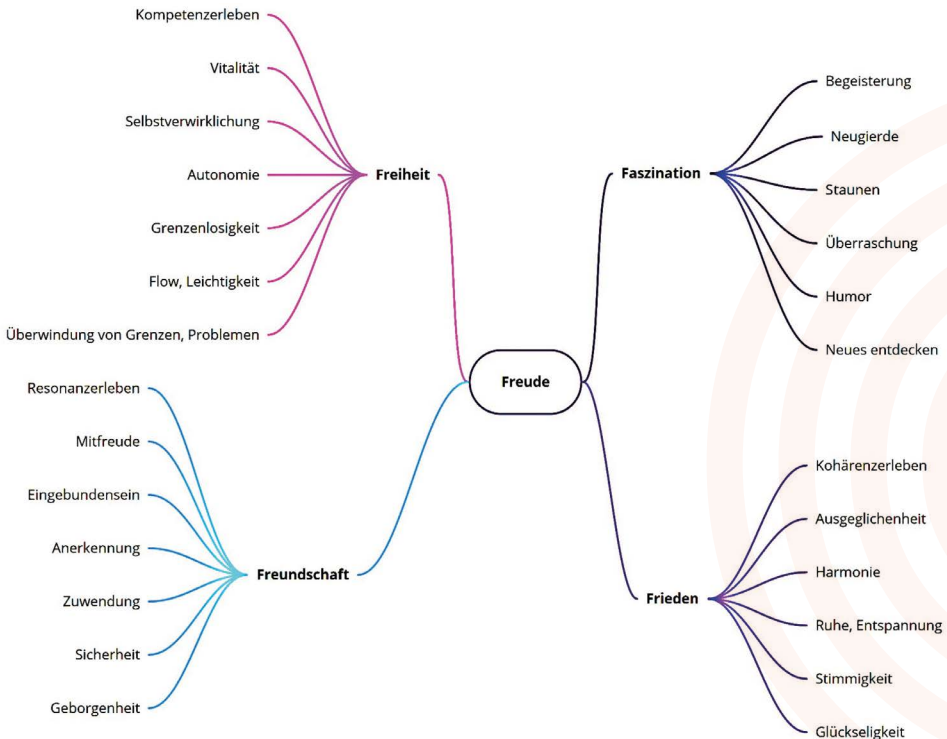 Kompetenzerleben
Vitalität
Selbstverwirklichung
Autonomie
Grenzenlosigkeit
Flow, Leichtigkeit
Überwindung von Grenzen, Problemen
Freiheit
Resonanzerleben
Mitfreude
Eingebundensein
Anerkennung
Zuwendung
Sicherheit
Geborgenheit
Freundschaft
Freude
Faszination
Begeisterung
Neugierde
Staunen
Überraschung
Humor
Neues entdecken
Frieden
Kohärenzerleben
Ausgeglichenheit
Harmonie
Ruhe, Entspannung
Stimmigkeit
Glückseligkeit